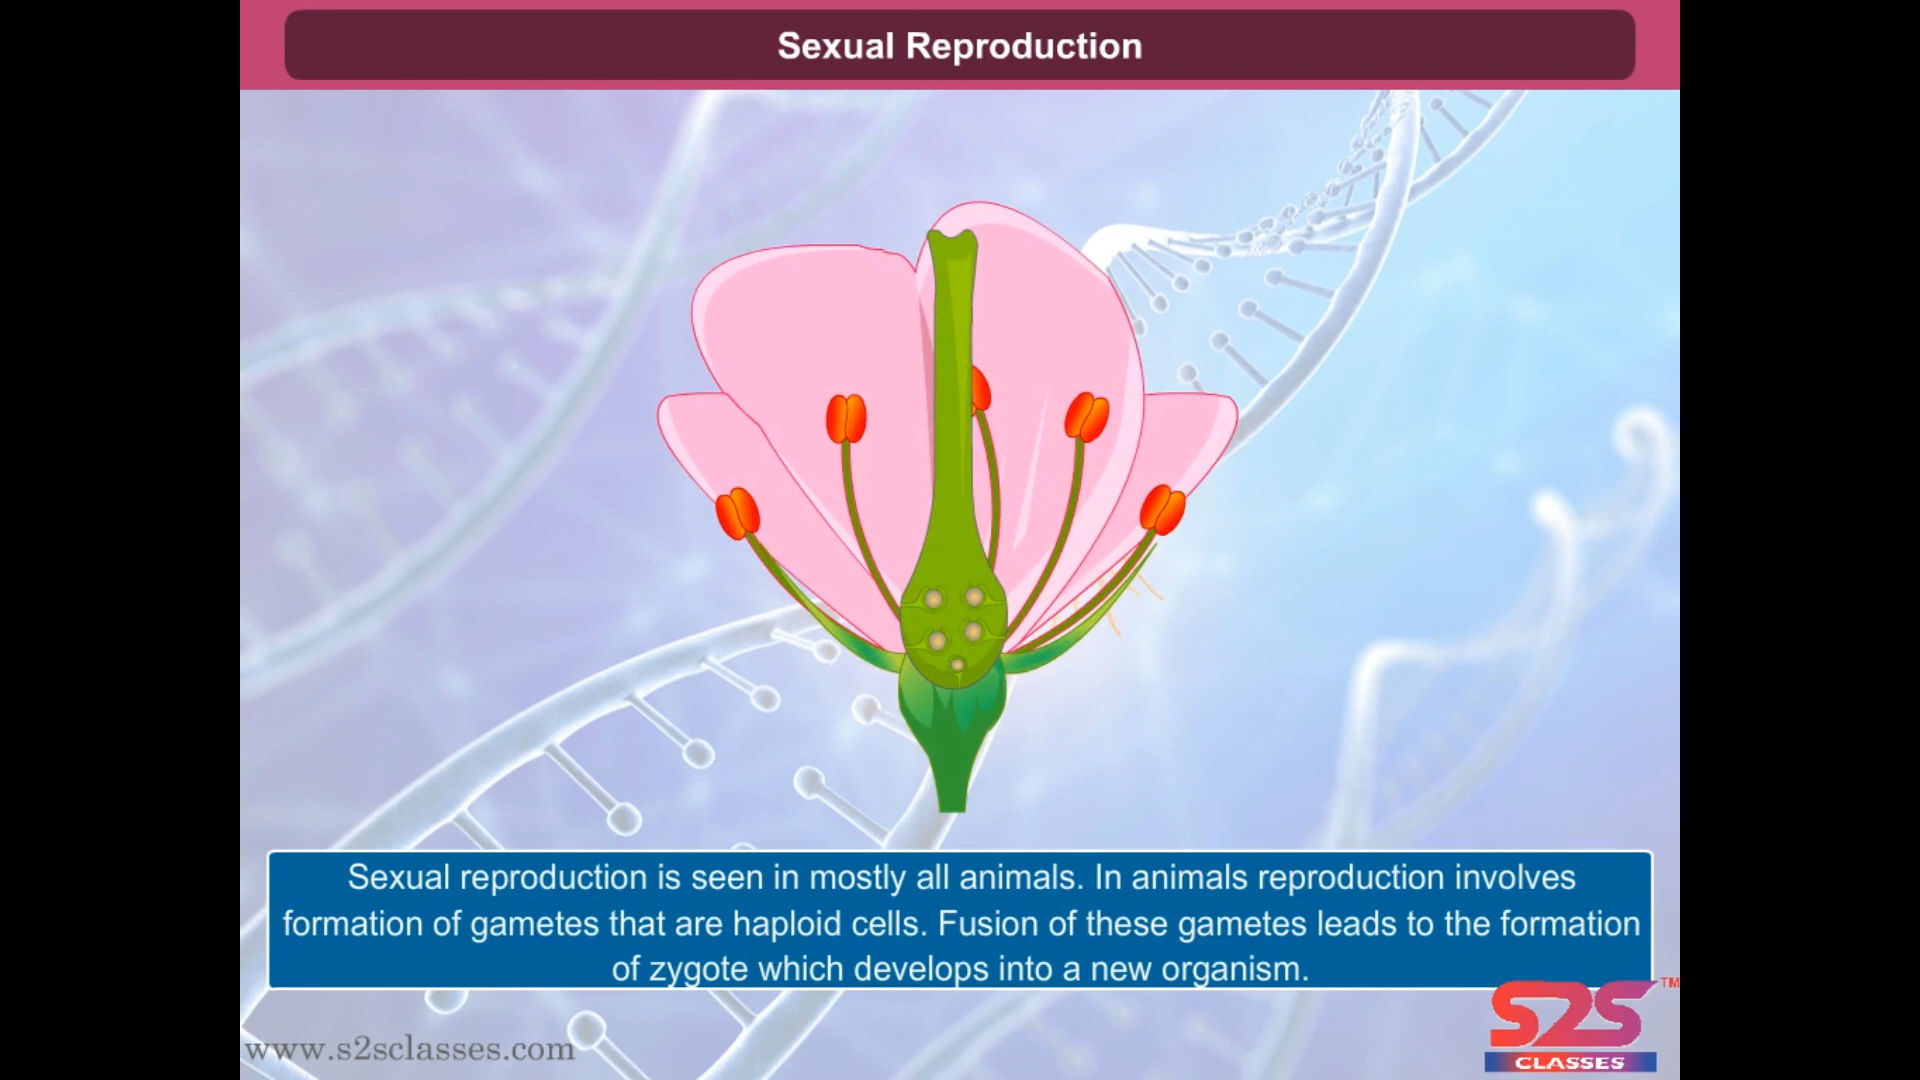 Sexual Reproduction
Sexual reproduction is seen in mostly all animals. In animals reproduction involves
formation of gametes that are haploid cells. Fusion of these gametes leads to the formation
of zygote which develops into a new organism.
S2S TM
CLASSES
www.s2sclasses.com